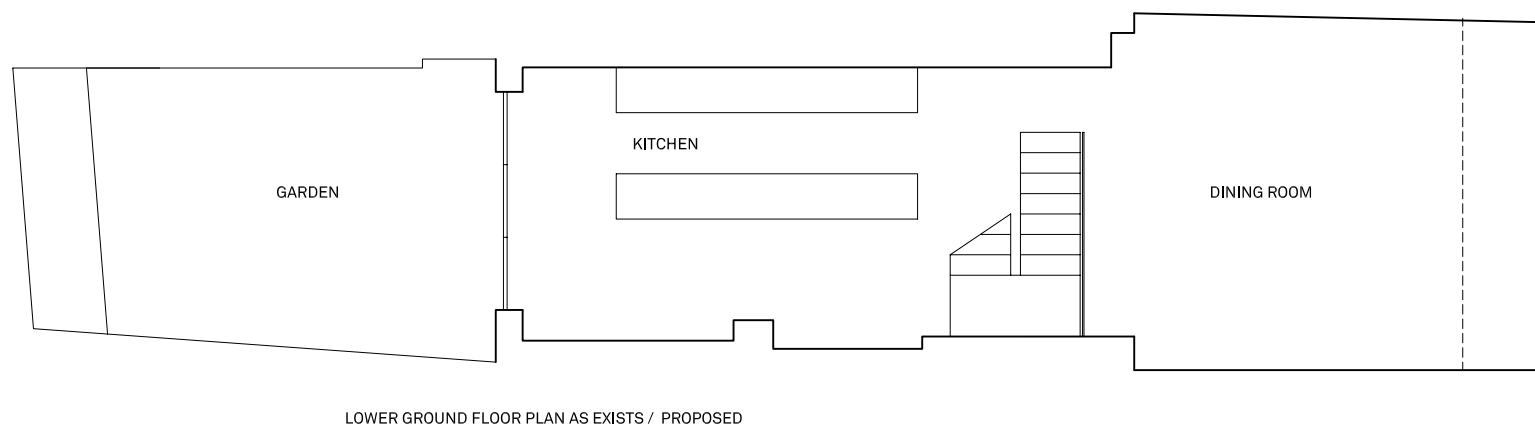 KITCHEN
GARDEN
DINING ROOM
LOWER GROUND FLOOR PLAN AS EXISTS / PROPOSED